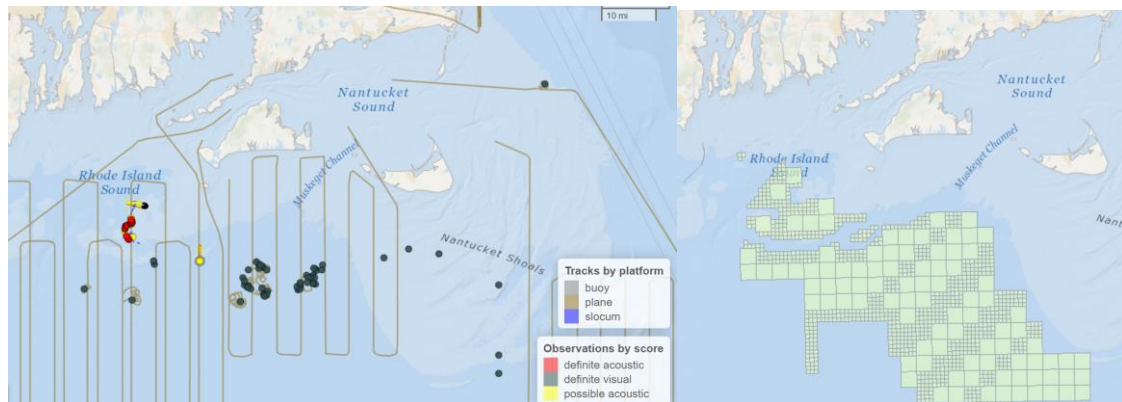 10 mi
Nantucket
Sound
Rhode Island
Sound
Muskeget Channel
Nantucket Shoals
Tracks by platform
buoy
plane
slocum
Observations by score
definite acoustic
definite visual
possible acoustic
Nantucket
Sound
Rhode Island
Sound
Muskeget Channel
Nant